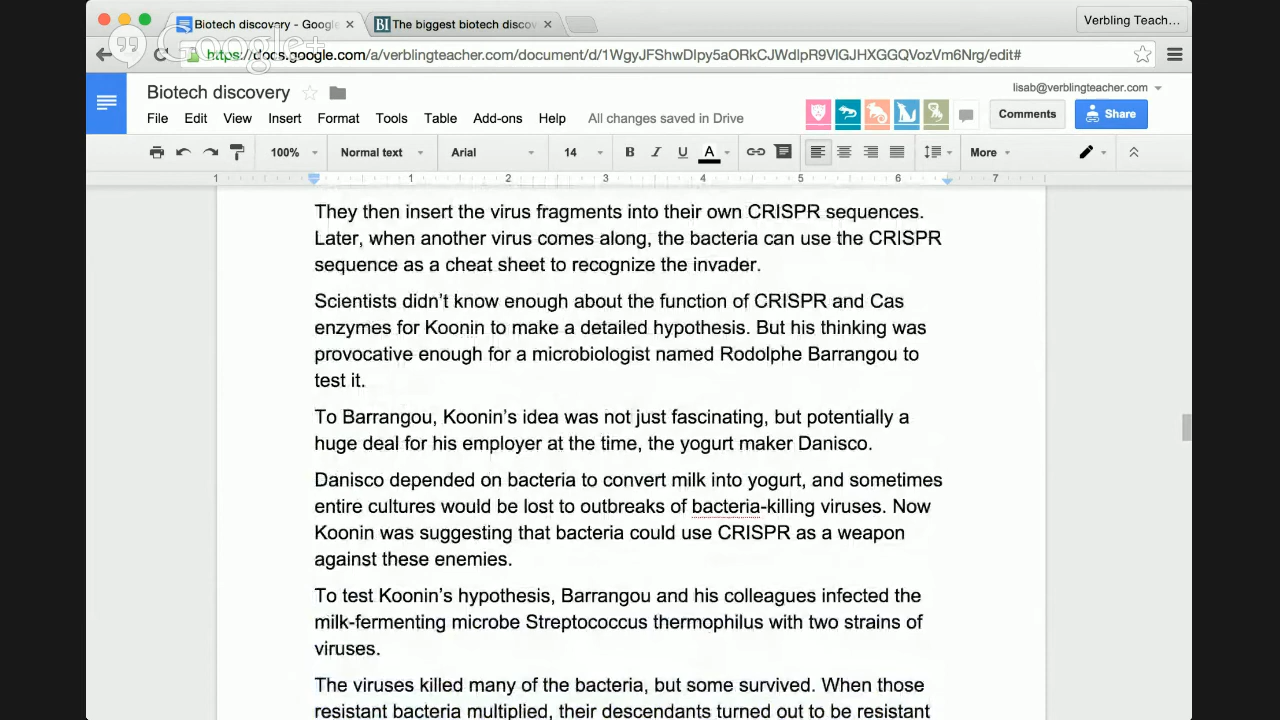 Biotech discovery - Google
The biggest biotech discov
Verbling Teach...
Google+
https://docs.google.com/a/verblingteacher.com/document/d/1WgyJFShwDlpy5aORkCJWdlpR9VlGJHXGGQVozVm6Nrg/edit#
Biotech discovery
lisab@verblingteacher.com
File Edit View Insert Format Tools Table Add-ons Help All changes saved in Drive
Comments
Share
100% Normal text Arial 14 B I U A More
1 1 2 3 4 5 6 7
They then insert the virus fragments into their own CRISPR sequences.
Later, when another virus comes along, the bacteria can use the CRISPR
sequence as a cheat sheet to recognize the invader.
Scientists didn’t know enough about the function of CRISPR and Cas
enzymes for Koonin to make a detailed hypothesis. But his thinking was
provocative enough for a microbiologist named Rodolphe Barrangou to
test it.
To Barrangou, Koonin’s idea was not just fascinating, but potentially a
huge deal for his employer at the time, the yogurt maker Danisco.
Danisco depended on bacteria to convert milk into yogurt, and sometimes
entire cultures would be lost to outbreaks of bacteria-killing viruses. Now
Koonin was suggesting that bacteria could use CRISPR as a weapon
against these enemies.
To test Koonin’s hypothesis, Barrangou and his colleagues infected the
milk-fermenting microbe Streptococcus thermophilus with two strains of
viruses.
The viruses killed many of the bacteria, but some survived. When those
resistant bacteria multiplied, their descendants turned out to be resistant